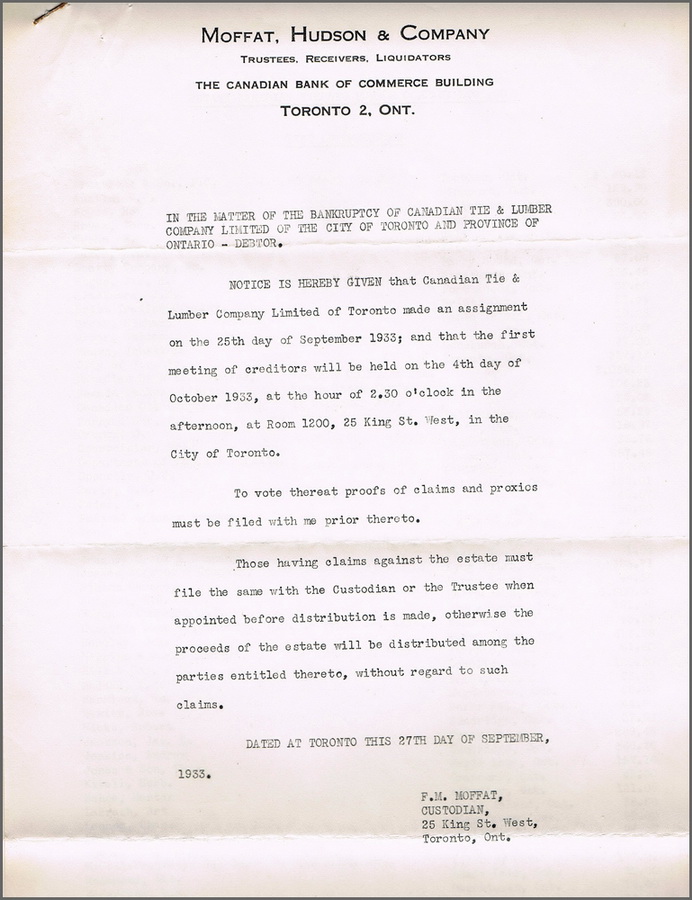 MOFFAT, HUDSON & COMPANY
TRUSTEES, RECEIVERS, LIQUIDATORS
THE CANADIAN BANK OF COMMERCE BUILDING
TORONTO 2, ONT.
IN THE MATTER OF THE BANKRUPTCY OF CANADIAN TIE & LUMBER
COMPANY LIMITED OF THE CITY OF TORONTO AND PROVINCE OF
ONTARIO - DEBTOR.
NOTICE IS HEREBY GIVEN that Canadian Tie &
Lumber Company Limited of Toronto made an assignment
on the 25th day of September 1933; and that the first
meeting of creditors will be held on the 4th day of
October 1933, at the hour of 2.30 o'clock in the
afternoon, at Room 1200, 25 King St. West, in the
City of Toronto.
To vote thereat proofs of claims and proxies
must be filed with me prior thereto.
Those having claims against the estate must
file the same with the Custodian or the Trustee when
appointed before distribution is made, otherwise the
proceeds of the estate will be distributed among the
parties entitled thereto, without regard to such
claims.
DATED AT TORONTO THIS 27TH DAY OF SEPTEMBER,
1933.
F.M. MOFFAT,
CUSTODIAN,
25 King St. West,
Toronto, Ont.